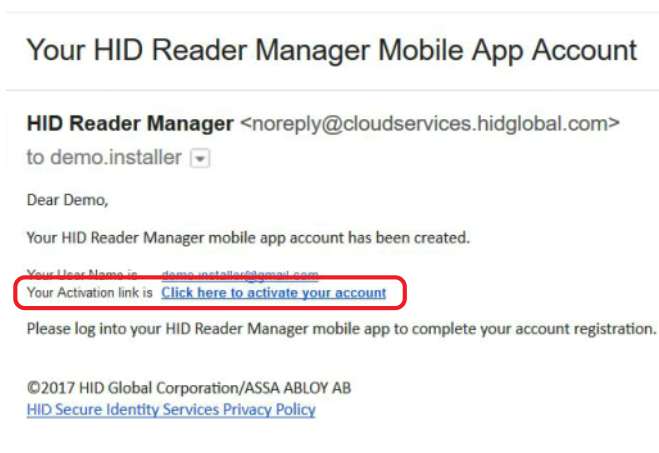 Your HID Reader Manager Mobile App Account
HID Reader Manager <noreply@cloudservices.hidglobal.com>
to demo.installer
Dear Demo,
Your HID Reader Manager mobile app account has been created.
Your User Name is demo.installer@gmail.com
Your Activation link is Click here to activate your account
Please log into your HID Reader Manager mobile app to complete your account registration.
©2017 HID Global Corporation/ASSA ABLOY AB
HID Secure Identity Services Privacy Policy